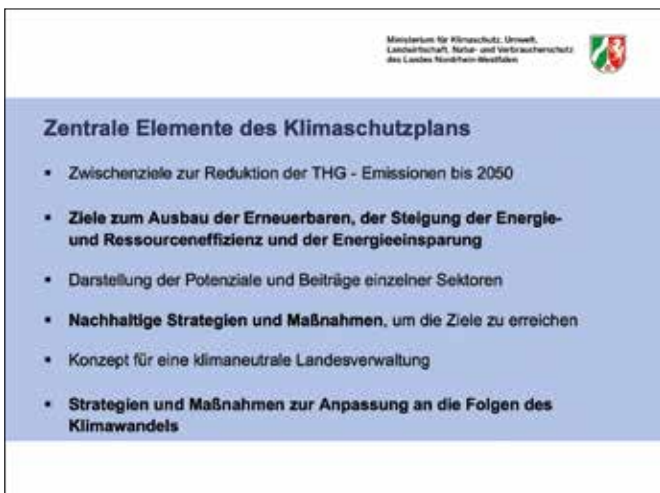 Ministerium für Klimaschutz, Umwelt,
Landwirtschaft, Natur- und Verbraucherschutz
des Landes Nordrhein-Westfalen
Zentrale Elemente des Klimaschutzplans
▪ Zwischenziele zur Reduktion der THG - Emissionen bis 2050
▪ Ziele zum Ausbau der Erneuerbaren, der Steigung der Energie-
und Ressourceneffizienz und der Energieeinsparung
▪ Darstellung der Potenziale und Beiträge einzelner Sektoren
▪ Nachhaltige Strategien und Maßnahmen, um die Ziele zu erreichen
▪ Konzept für eine klimaneutrale Landesverwaltung
▪ Strategien und Maßnahmen zur Anpassung an die Folgen des
Klimawandels